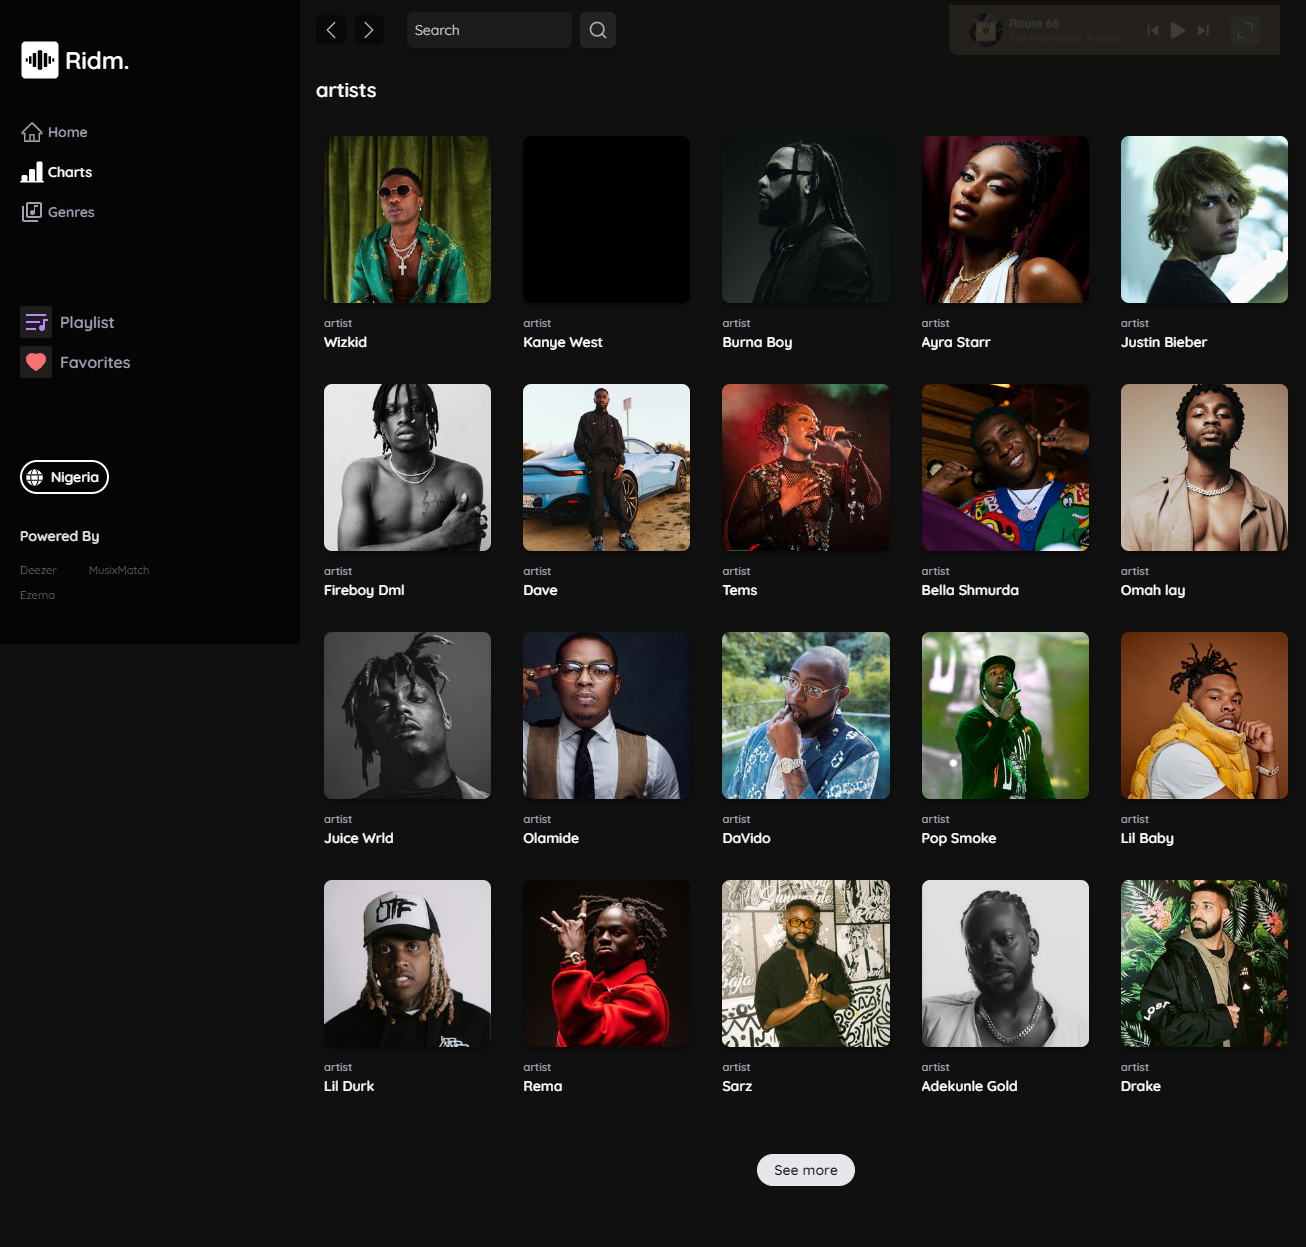 Ridm.
Home
Charts
Genres
Playlist
Favorites
Nigeria
Powered By
Deezer MusixMatch
Ezema
Search
Route 66
The Manhattan Transfer
artists
artist artist artist artist artist
Wizkid Kanye West Burna Boy Ayra Starr Justin Bieber
artist artist artist artist artist
Fireboy Dml Dave Tems Bella Shmurda Omah lay
artist artist artist artist artist
Juice Wrld Olamide DaVido Pop Smoke Lil Baby
OTF
artist artist artist artist artist
Lil Durk Rema Sarz Adekunle Gold Drake
See more